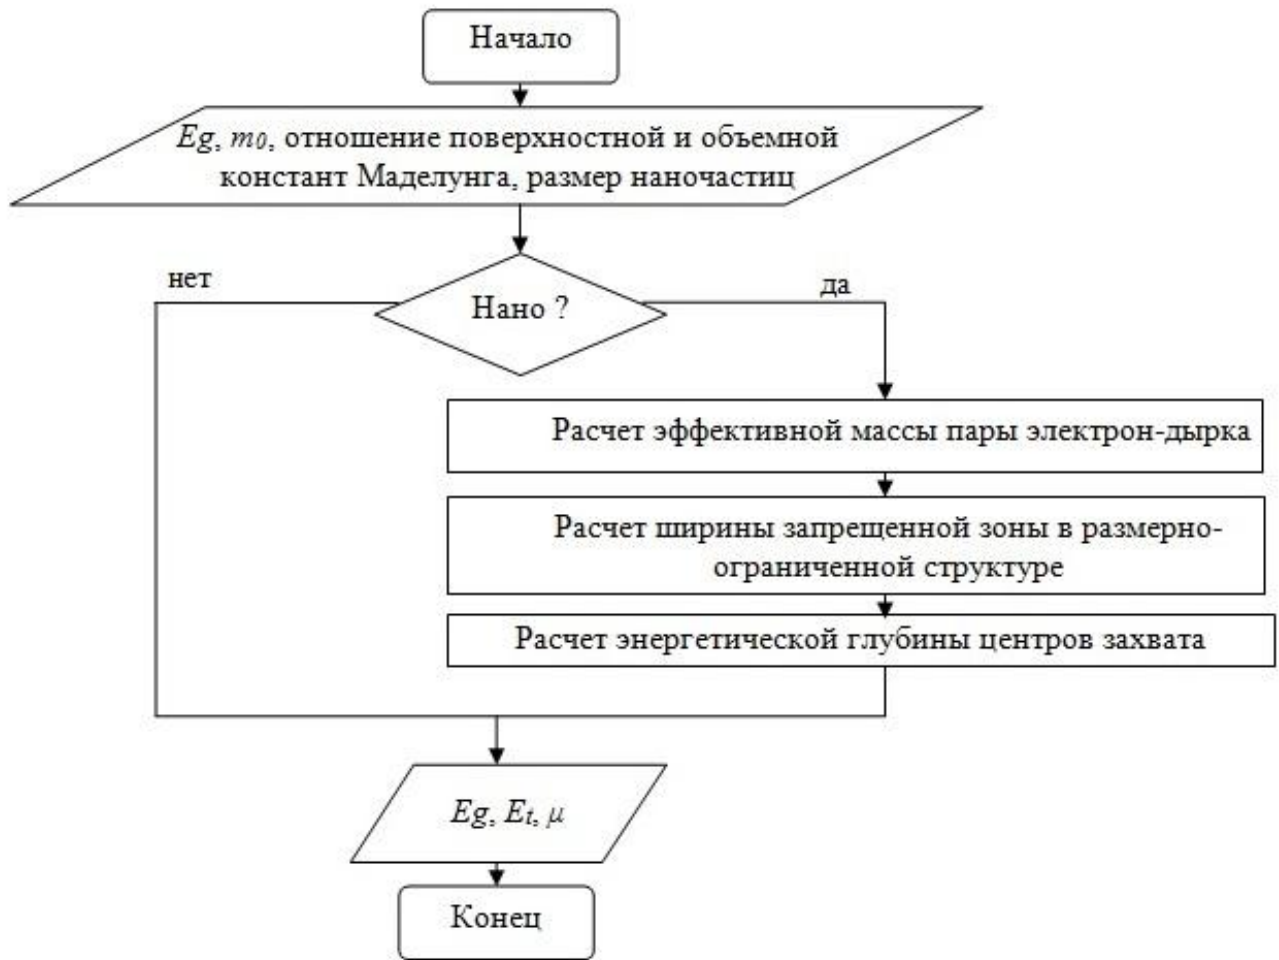 Начало
Eg, m0, отношение поверхностной и объемной
констант Маделунга, размер наночастиц
нет
да
Нано ?
Расчет эффективной массы пары электрон-дырка
Расчет ширины запрещенной зоны в размерно-
ограниченной структуре
Расчет энергетической глубины центров захвата
Eg, Et, μ
Конец